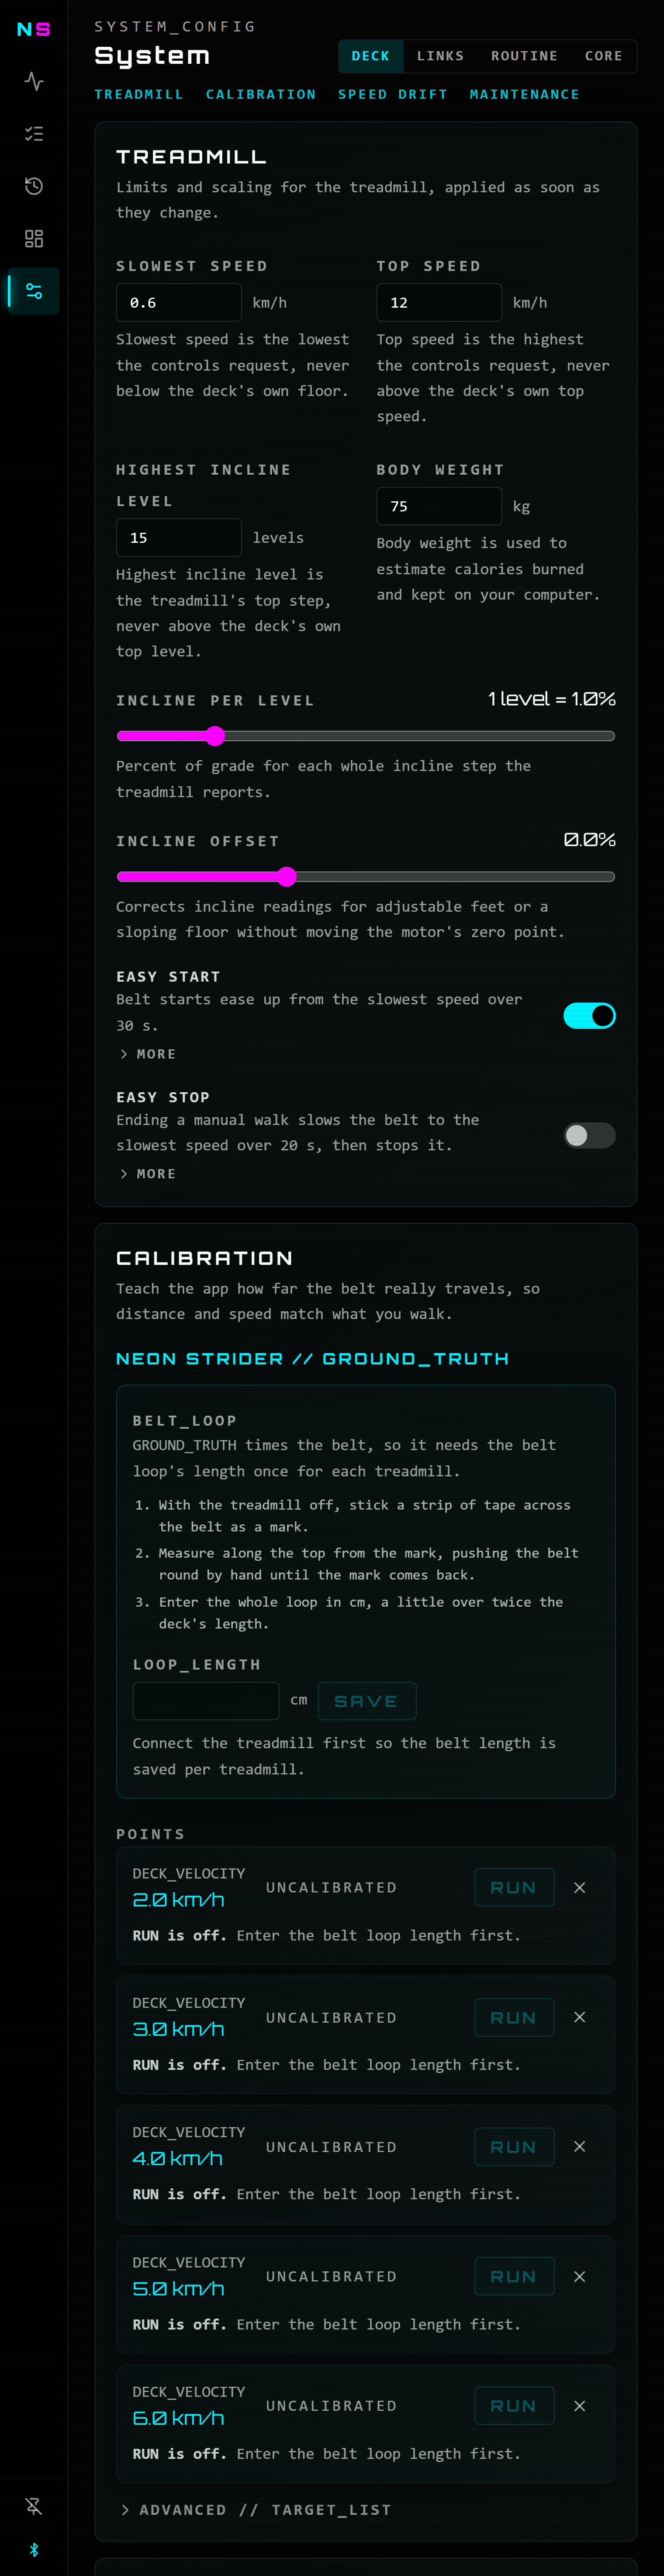 NS
SYSTEM_CONFIG
System
DECK LINKS ROUTINE CORE
TREADMILL CALIBRATION SPEED DRIFT MAINTENANCE
TREADMILL
Limits and scaling for the treadmill, applied as soon as
they change.
SLOWEST SPEED
0.6 km/h
Slowest speed is the lowest
the controls request, never
below the deck's own floor.
TOP SPEED
12 km/h
Top speed is the highest
the controls request, never
above the deck's own top
speed.
HIGHEST INCLINE
LEVEL
15 levels
Highest incline level is
the treadmill's top step,
never above the deck's own
top level.
BODY WEIGHT
75 kg
Body weight is used to
estimate calories burned
and kept on your computer.
INCLINE PER LEVEL 1 level = 1.0%
Percent of grade for each whole incline step the
treadmill reports.
INCLINE OFFSET 0.0%
Corrects incline readings for adjustable feet or a
sloping floor without moving the motor's zero point.
EASY START
Belt starts ease up from the slowest speed over
30 s.
MORE
EASY STOP
Ending a manual walk slows the belt to the
slowest speed over 20 s, then stops it.
MORE
CALIBRATION
Teach the app how far the belt really travels, so
distance and speed match what you walk.
NEON STRIDER // GROUND_TRUTH
BELT_LOOP
GROUND_TRUTH times the belt, so it needs the belt
loop's length once for each treadmill.
1. With the treadmill off, stick a strip of tape across
the belt as a mark.
2. Measure along the top from the mark, pushing the belt
round by hand until the mark comes back.
3. Enter the whole loop in cm, a little over twice the
deck's length.
LOOP_LENGTH
cm SAVE
Connect the treadmill first so the belt length is
saved per treadmill.
POINTS
DECK_VELOCITY
2.0 km/h UNCALIBRATED RUN
RUN is off. Enter the belt loop length first.
DECK_VELOCITY
3.0 km/h UNCALIBRATED RUN
RUN is off. Enter the belt loop length first.
DECK_VELOCITY
4.0 km/h UNCALIBRATED RUN
RUN is off. Enter the belt loop length first.
DECK_VELOCITY
5.0 km/h UNCALIBRATED RUN
RUN is off. Enter the belt loop length first.
DECK_VELOCITY
6.0 km/h UNCALIBRATED RUN
RUN is off. Enter the belt loop length first.
ADVANCED // TARGET_LIST